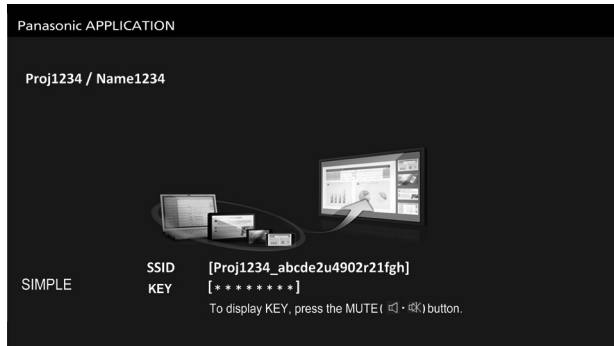 Panasonic APPLICATION
Proj1234 / Name1234
SSID [Proj1234_abcde2u4902r21fgh]
SIMPLE KEY [********]
To display KEY, press the MUTE( · ) button.